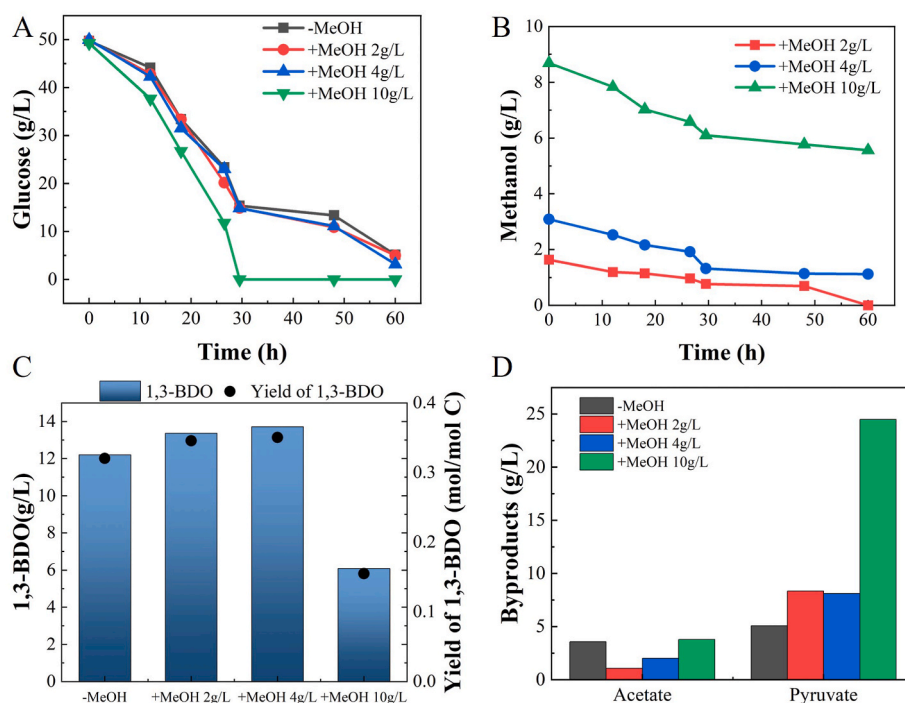 A
Glucose (g/L)
50
40
30
20
10
0
-MeOH
+MeOH 2g/L
+MeOH 4g/L
+MeOH 10g/L
0 10 20 30 40 50 60
Time (h)
B
Methanol (g/L)
10
8
6
4
2
0
+MeOH 2g/L
+MeOH 4g/L
+MeOH 10g/L
0 10 20 30 40 50 60
Time (h)
C
1,3-BDO Yield of 1,3-BDO
1,3-BDO(g/L)
14
12
10
8
6
4
2
0
0.4
0.3
0.2
0.1
0.0
Yield of 1,3-BDO (mol/mol C)
-MeOH +MeOH 2g/L +MeOH 4g/L +MeOH 10g/L
D
Byproducts (g/L)
25
20
15
10
5
0
-MeOH
+MeOH 2g/L
+MeOH 4g/L
+MeOH 10g/L
Acetate Pyruvate